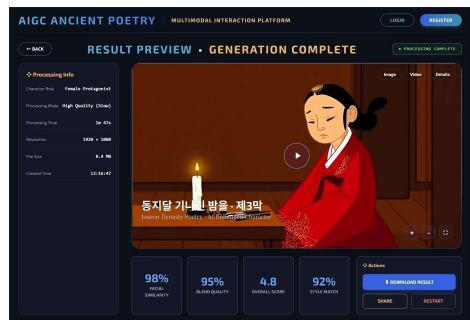 AIGC ANCIENT POETRY MULTIMODAL INTERACTION PLATFORM LOGIN REGISTER
← BACK RESULT PREVIEW • GENERATION COMPLETE PROCESSING COMPLETE
Processing Info
Character Role Female Protagonist
Processing Mode High Quality (Slow)
Processing Time 1m 47s
Resolution 1920 × 1080
File Size 8.4 MB
Created Time 12:16:47
Image Video Details
동지달 기나긴 밤을 · 제3막
Joseon Dynasty Poetry · AI Character
98%
FACIAL
SIMILARITY
95%
BLEND QUALITY
4.8
OVERALL SCORE
92%
STYLE MATCH
Actions
DOWNLOAD RESULT
SHARE RESTART